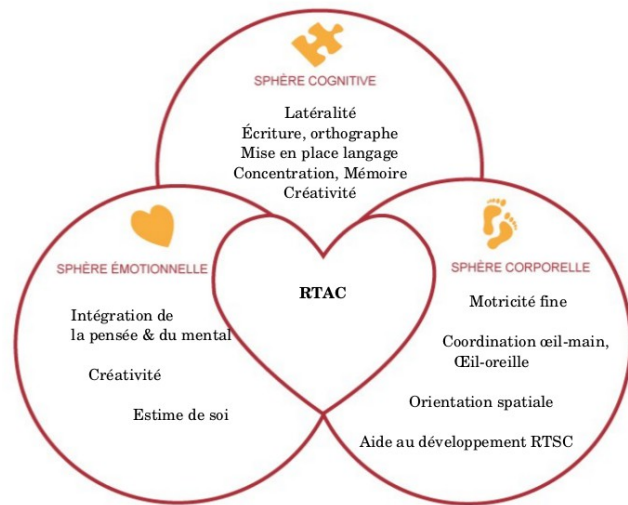 SPHÈRE COGNITIVE
Latéralité
Écriture, orthographe
Mise en place langage
Concentration, Mémoire
Créativité
SPHÈRE ÉMOTIONNELLE
Intégration de
la pensée & du mental
Créativité
Estime de soi
RTAC
SPHÈRE CORPORELLE
Motricité fine
Coordination œil-main,
Œil-oreille
Orientation spatiale
Aide au développement RTSC